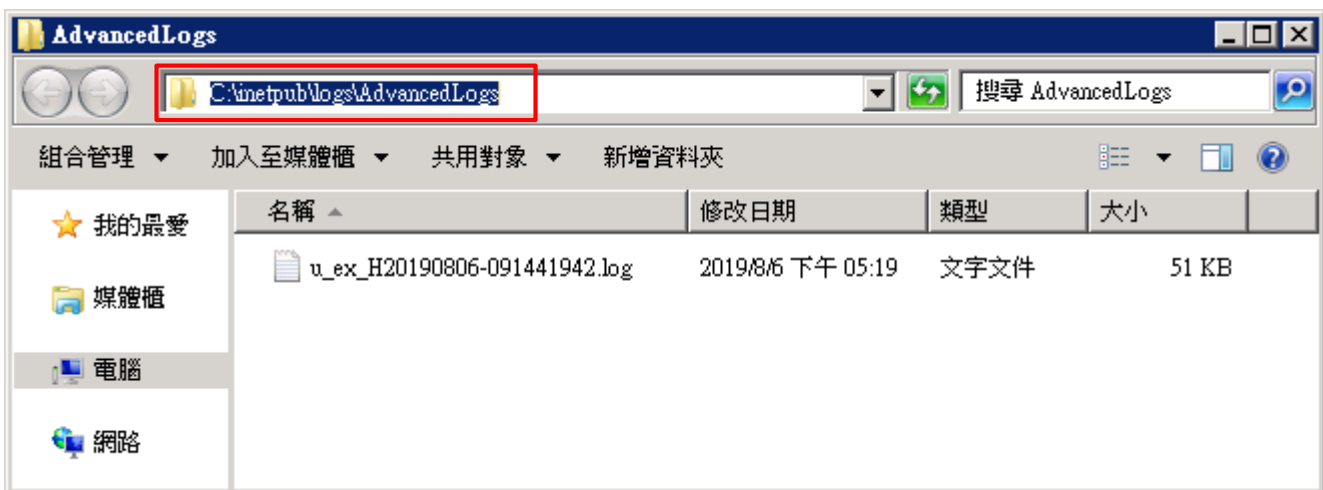 AdvancedLogs
C:\inetpub\logs\AdvancedLogs
搜尋 AdvancedLogs
組合管理 加入至媒體櫃 共用對象 新增資料夾
我的最愛
媒體櫃
電腦
網路
名稱 修改日期 類型 大小
u_ex_H20190806-091441942.log 2019/8/6 下午 05:19 文字文件 51 KB